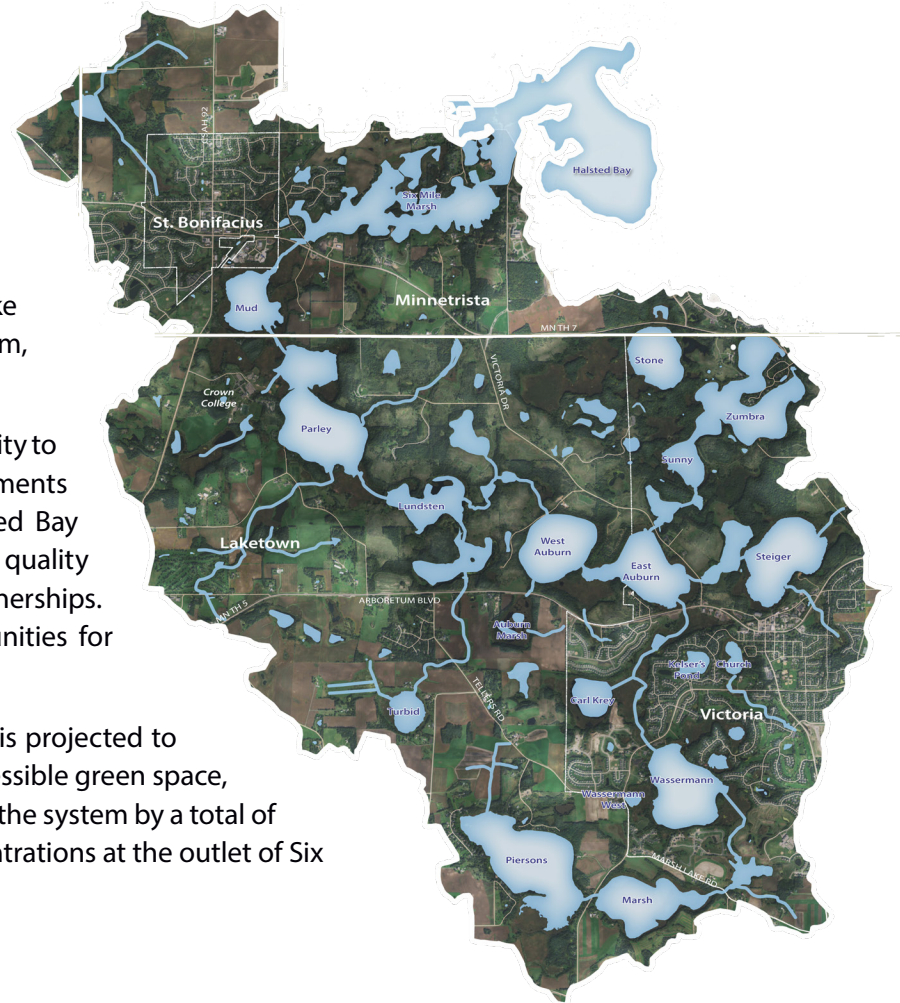 ke
m,
ity to
ments
ed Bay
quality
nerships.
unities for
is projected to
essible green space,
the system by a total of
ntrations at the outlet of Six
Halsted Bay
Six Mile
Marsh
St. Bonifacius
Mud
Minnetrista
MN TH 7
Stone
VICTORIA DR
Crown
College
Zumbra
Parley
Sunny
Lundsten
Laketown
West
Auburn
East
Auburn
Steiger
ARBORETUM BLVD
MN TH 5
Auburn
Marsh
Kelser's
Pond
Church
TELLERS RD
Carl Krey
Turbid
Victoria
Wassermann
Wassermann
West
Piersons
MARSH LAKE RD
Marsh